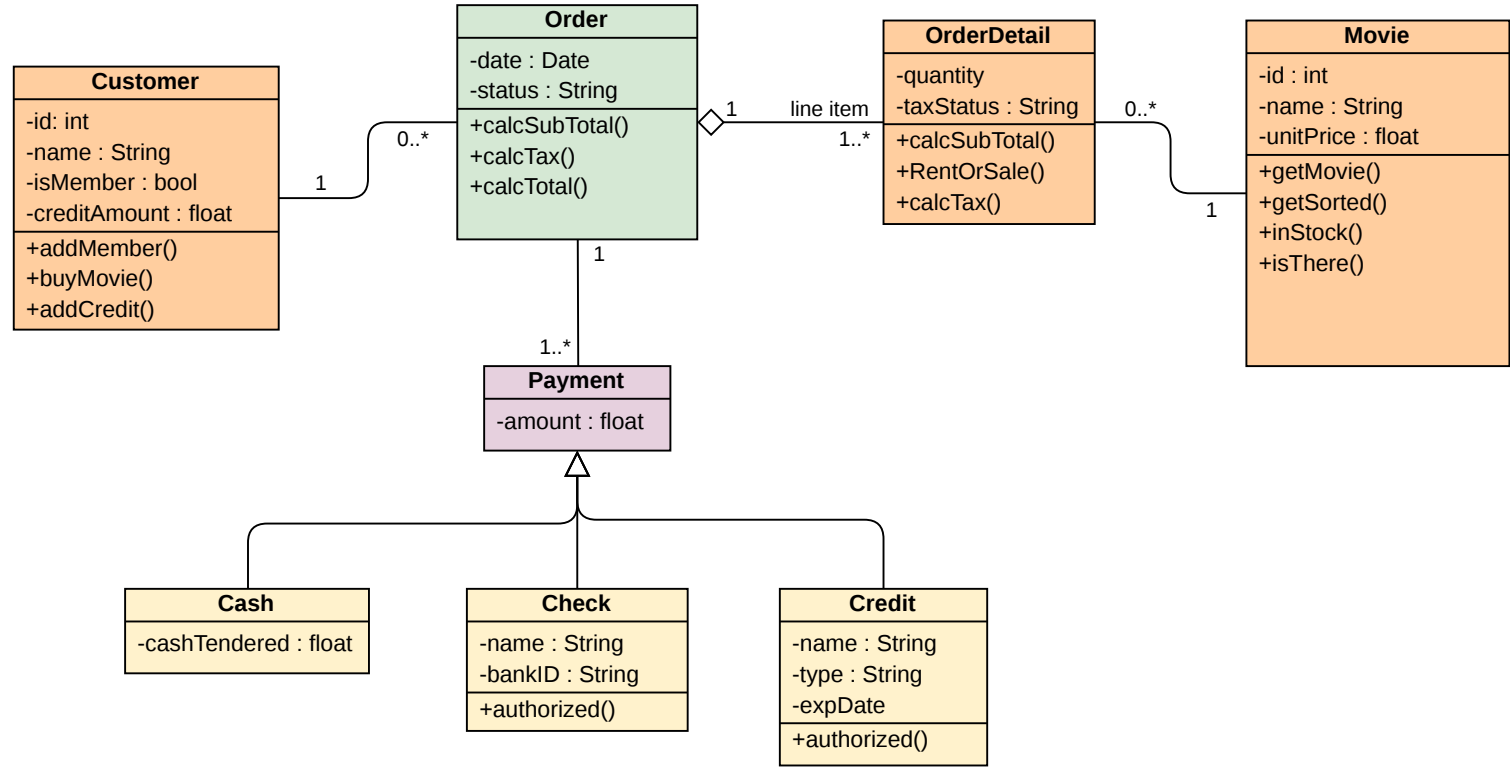 Customer
-id: int
-name : String
-isMember : bool
-creditAmount : float
+addMember()
+buyMovie()
+addCredit()
1
0..*
Order
-date : Date
-status : String
+calcSubTotal()
+calcTax()
+calcTotal()
1
line item
1..*
OrderDetail
-quantity
-taxStatus : String
+calcSubTotal()
+RentOrSale()
+calcTax()
0..*
1
Movie
-id : int
-name : String
-unitPrice : float
+getMovie()
+getSorted()
+inStock()
+isThere()
1
1..*
Payment
-amount : float
Cash
-cashTendered : float
Check
-name : String
-bankID : String
+authorized()
Credit
-name : String
-type : String
-expDate
+authorized()